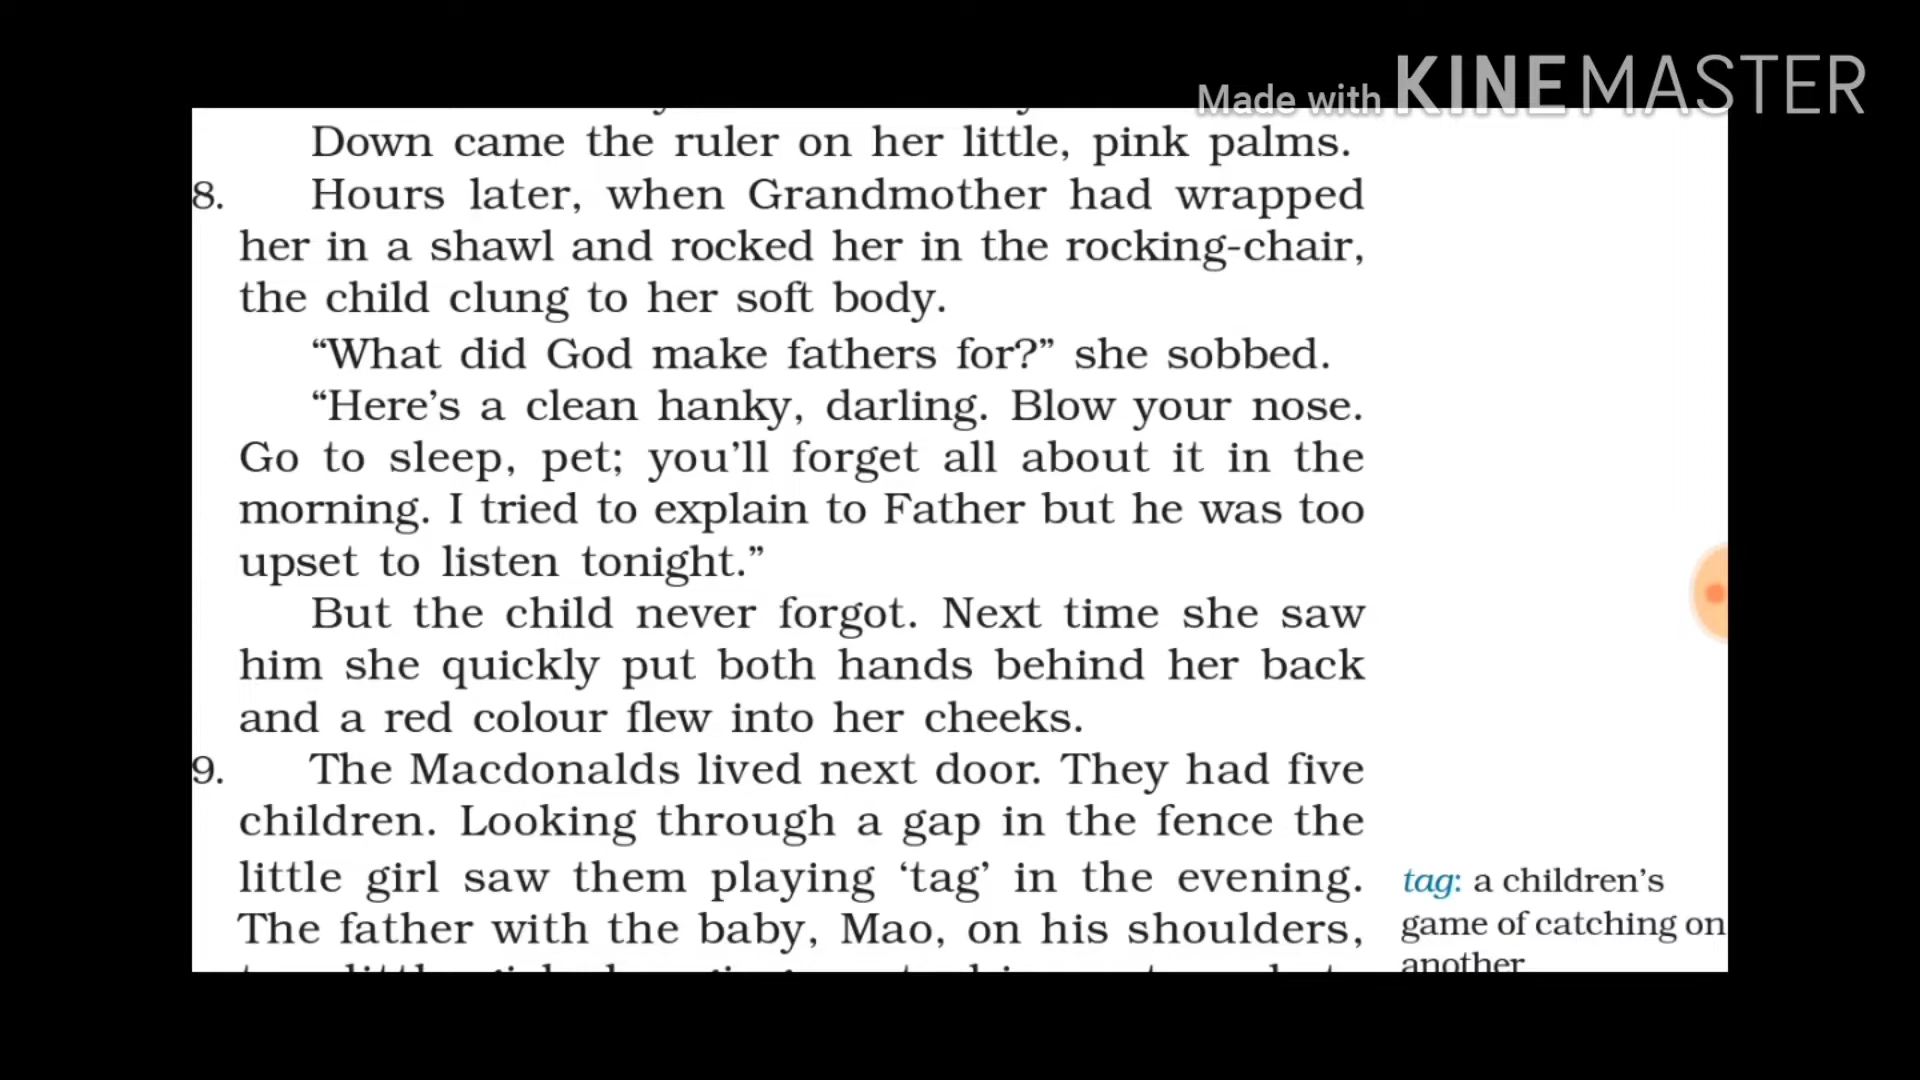 Made with KINEMASTER
Down came the ruler on her little, pink palms.
8. Hours later, when Grandmother had wrapped
her in a shawl and rocked her in the rocking-chair,
the child clung to her soft body.
“What did God make fathers for?” she sobbed.
“Here’s a clean hanky, darling. Blow your nose.
Go to sleep, pet; you’ll forget all about it in the
morning. I tried to explain to Father but he was too
upset to listen tonight.”
But the child never forgot. Next time she saw
him she quickly put both hands behind her back
and a red colour flew into her cheeks.
9. The Macdonalds lived next door. They had five
children. Looking through a gap in the fence the
little girl saw them playing ‘tag’ in the evening.
The father with the baby, Mao, on his shoulders,
tag: a children’s
game of catching on
another